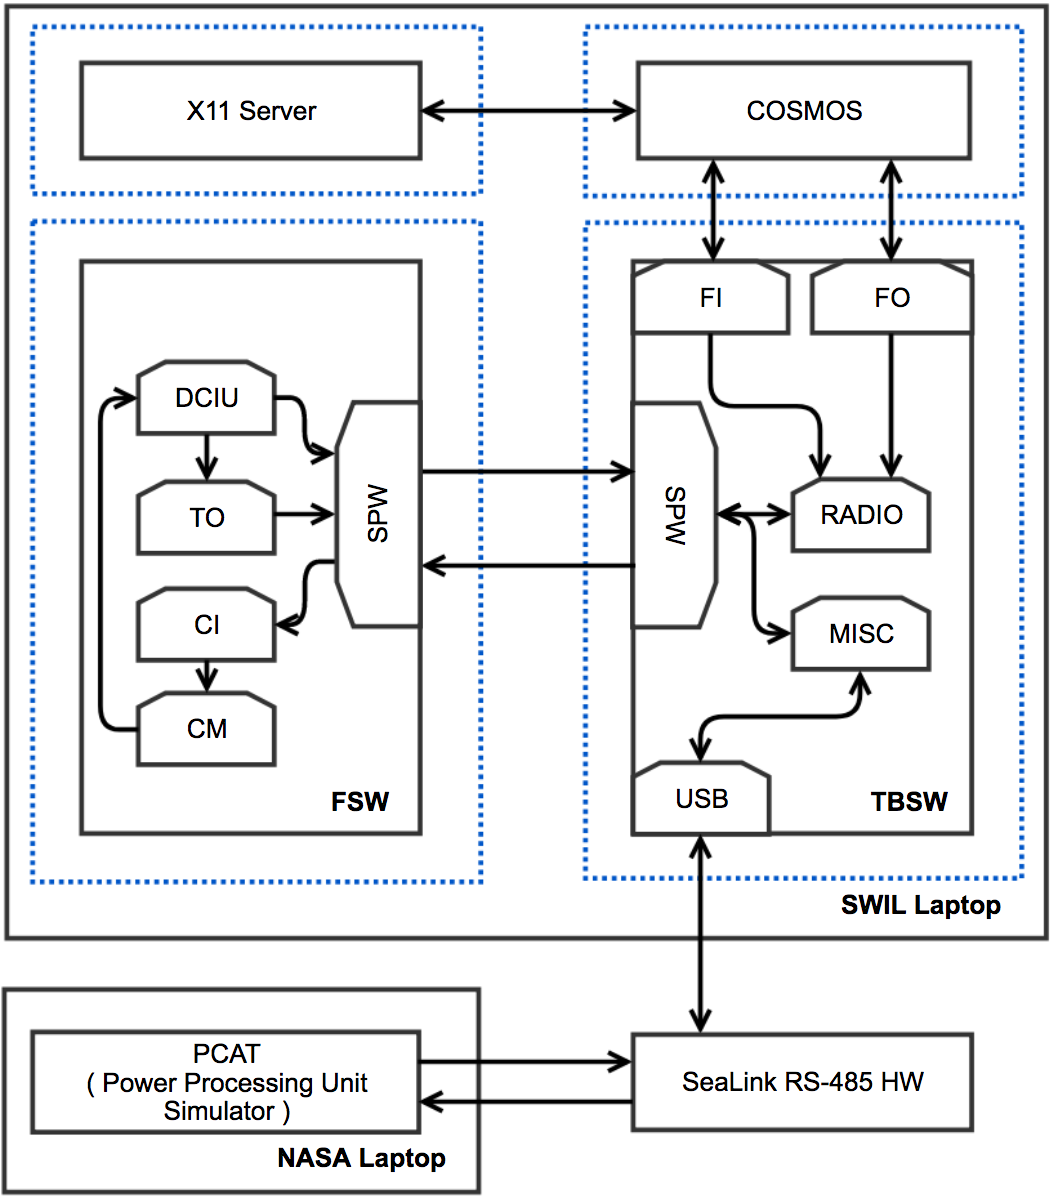 X11 Server
COSMOS
FI
FO
DCIU
TO
SPW
CI
CM
FSW
SPW
RADIO
MISC
USB
TBSW
SWIL Laptop
PCAT
( Power Processing Unit
Simulator )
NASA Laptop
SeaLink RS-485 HW